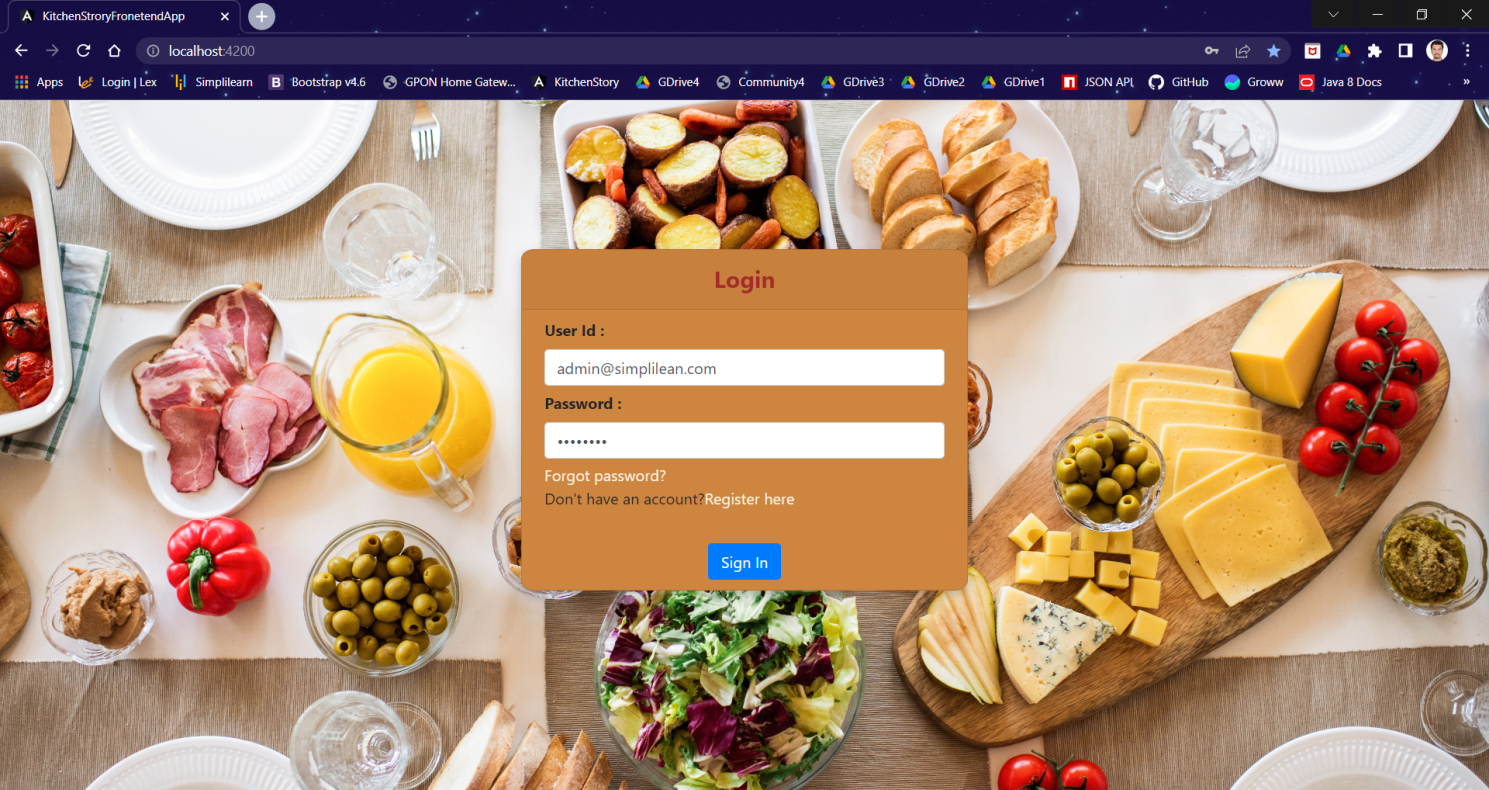 KitchenStroryFronetendApp
localhost:4200
Apps Login | Lex Simplilearn Bootstrap v4.6 GPON Home Gatew... KitchenStory GDrive4 Community4 GDrive3 GDrive2 GDrive1 JSON API GitHub Groww Java 8 Docs »
Login
User Id :
admin@simplilean.com
Password :
••••••••
Forgot password?
Don't have an account?Register here
Sign In